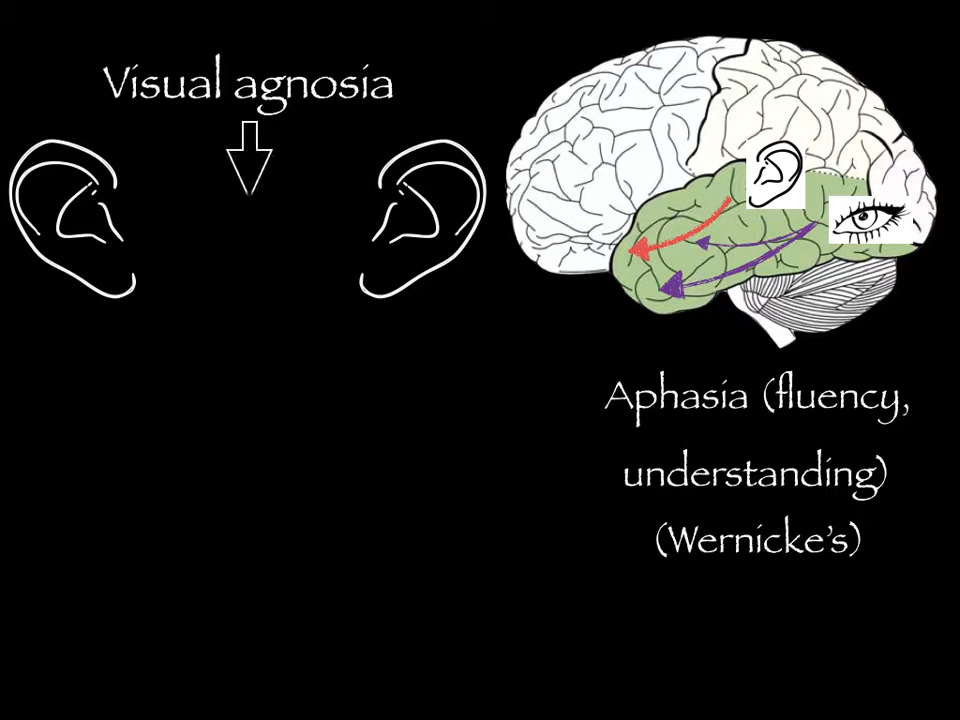 Visual agnosia
Aphasia (fluency,
understanding)
(Wernicke's)